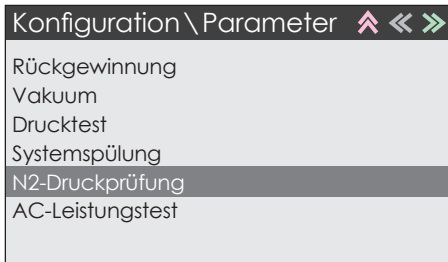 Konfiguration\Parameter
Rückgewinnung
Vakuum
Drucktest
Systemspülung
N2-Druckprüfung
AC-Leistungstest